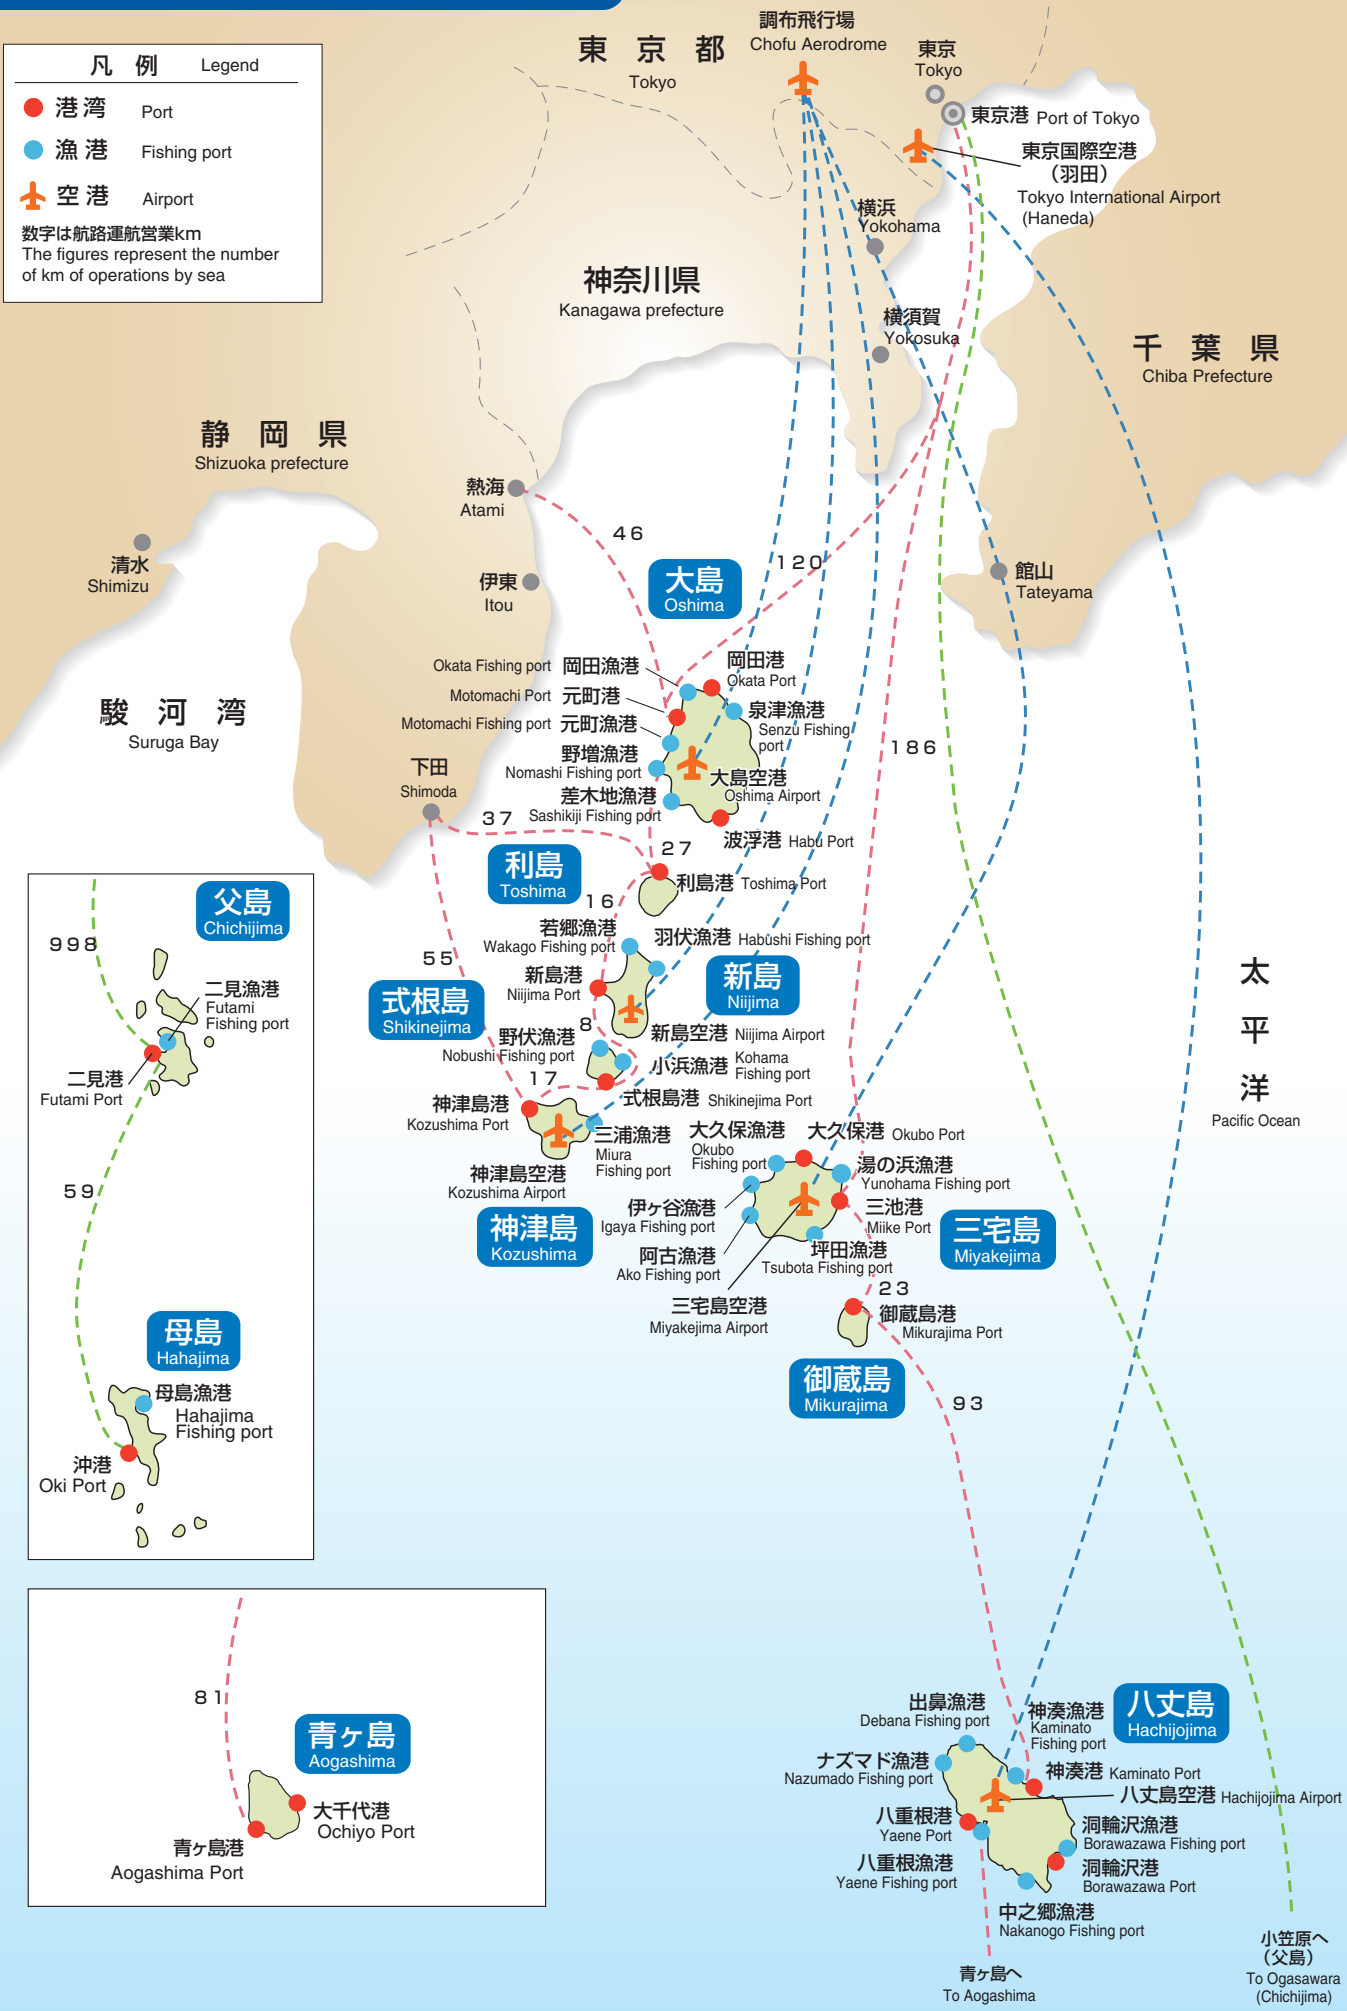 凡 例 Legend
港湾 Port
漁港 Fishing port
空港 Airport
数字は航路運航営業km
The figures represent the number
of km of operations by sea
東 京 都
Tokyo
調布飛行場
Chofu Aerodrome
東京
Tokyo
東京港 Port of Tokyo
東京国際空港
（羽田）
Tokyo International Airport
(Haneda)
横浜
Yokohama
神奈川県
Kanagawa prefecture
横須賀
Yokosuka
千 葉 県
Chiba Prefecture
静 岡 県
Shizuoka prefecture
熱海
Atami
清水
Shimizu
伊東
Itou
46
120
大島
Oshima
館山
Tateyama
駿 河 湾
Suruga Bay
Okata Fishing port 岡田漁港
岡田港
Okata Port
Motomachi Port 元町港
Motomachi Fishing port 元町漁港
泉津漁港
Senzu Fishing
port
野増漁港
Nomashi Fishing port
大島空港
Oshima Airport
差木地漁港
Sashikiji Fishing port
波浮港 Habu Port
186
下田
Shimoda
37
27
利島
Toshima
利島港 Toshima Port
16
若郷漁港
Wakago Fishing port
羽伏漁港 Habushi Fishing port
55
新島港
Niijima Port
新島
Niijima
式根島
Shikinejima
8
新島空港 Niijima Airport
野伏漁港
Nobushi Fishing port
小浜漁港 Kohama
Fishing port
17
式根島港 Shikinejima Port
神津島港
Kozushima Port
三浦漁港
Miura
Fishing port
神津島空港
Kozushima Airport
神津島
Kozushima
大久保漁港
Okubo
Fishing port
大久保港 Okubo Port
湯の浜漁港
Yunohama Fishing port
伊ヶ谷漁港
Igaya Fishing port
三池港
Miike Port
三宅島
Miyakejima
阿古漁港
Ako Fishing port
坪田漁港
Tsubota Fishing port
三宅島空港
Miyakejima Airport
23
御蔵島港
Mikurajima Port
御蔵島
Mikurajima
93
太
平
洋
Pacific Ocean
父島
Chichijima
998
二見漁港
Futami
Fishing port
二見港
Futami Port
59
母島
Hahajima
母島漁港
Hahajima
Fishing port
沖港
Oki Port
81
青ヶ島
Aogashima
大千代港
Ochiyo Port
青ヶ島港
Aogashima Port
出鼻漁港
Debana Fishing port
神湊漁港
Kaminato
Fishing port
八丈島
Hachijojima
ナズマド漁港
Nazumado Fishing port
神湊港 Kaminato Port
八丈島空港 Hachijojima Airport
八重根港
Yaene Port
洞輪沢漁港
Borawazawa Fishing port
八重根漁港
Yaene Fishing port
洞輪沢港
Borawazawa Port
中之郷漁港
Nakanogo Fishing port
青ヶ島へ
To Aogashima
小笠原へ
（父島）
To Ogasawara
(Chichijima)